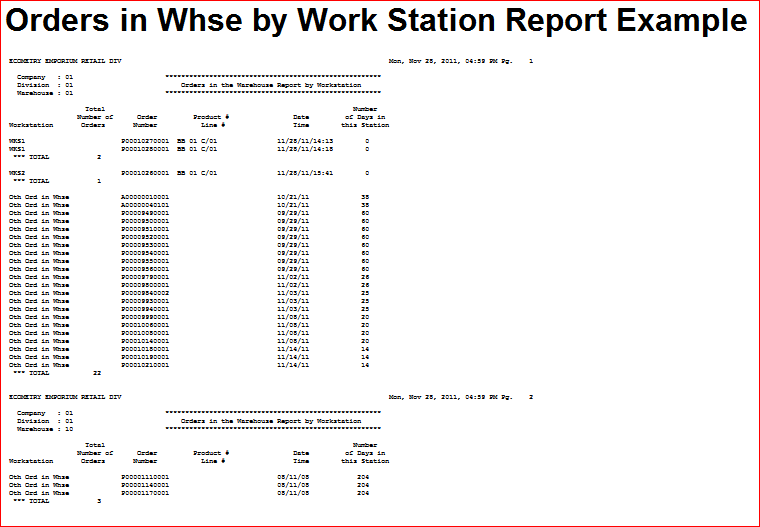 Orders in Whse by Work Station Report Example
ECOMETRY EMPORIUM RETAIL DIV Mon, Nov 28, 2011, 04:59 PM Pg. 1
Company : 01 ******************************************************
Division : 01 Orders in the Warehouse Report by Workstation
Warehouse : 01 ******************************************************
Total Number
Number of Order Product # Date of Days in
Workstation Orders Number Line # Time this Station
WKS1 P00010270001 BB 01 C/01 11/28/11/14:13 0
WKS1 P00010280001 BB 01 C/01 11/28/11/14:18 0
*** TOTAL 2
WKS2 P00010260001 BB 01 C/01 11/28/11/15:41 0
*** TOTAL 1
Oth Ord in Whse A00000010001 10/21/11 38
Oth Ord in Whse A00000040101 10/21/11 38
Oth Ord in Whse P00009490001 09/29/11 60
Oth Ord in Whse P00009500001 09/29/11 60
Oth Ord in Whse P00009510001 09/29/11 60
Oth Ord in Whse P00009520001 09/29/11 60
Oth Ord in Whse P00009530001 09/29/11 60
Oth Ord in Whse P00009540001 09/29/11 60
Oth Ord in Whse P00009550001 09/29/11 60
Oth Ord in Whse P00009560001 09/29/11 60
Oth Ord in Whse P00009790001 11/02/11 26
Oth Ord in Whse P00009800001 11/02/11 26
Oth Ord in Whse P00009840002 11/03/11 25
Oth Ord in Whse P00009930001 11/03/11 25
Oth Ord in Whse P00009940001 11/03/11 25
Oth Ord in Whse P00009990001 11/08/11 20
Oth Ord in Whse P00010060001 11/08/11 20
Oth Ord in Whse P00010080001 11/08/11 20
Oth Ord in Whse P00010140001 11/08/11 20
Oth Ord in Whse P00010180001 11/14/11 14
Oth Ord in Whse P00010190001 11/14/11 14
Oth Ord in Whse P00010210001 11/14/11 14
*** TOTAL 22
ECOMETRY EMPORIUM RETAIL DIV Mon, Nov 28, 2011, 04:59 PM Pg. 2
Company : 01 ******************************************************
Division : 01 Orders in the Warehouse Report by Workstation
Warehouse : 10 ******************************************************
Total Number
Number of Order Product # Date of Days in
Workstation Orders Number Line # Time this Station
Oth Ord in Whse P00001110001 08/11/08 204
Oth Ord in Whse P00001140001 08/11/08 204
Oth Ord in Whse P00001170001 08/11/08 204
*** TOTAL 3